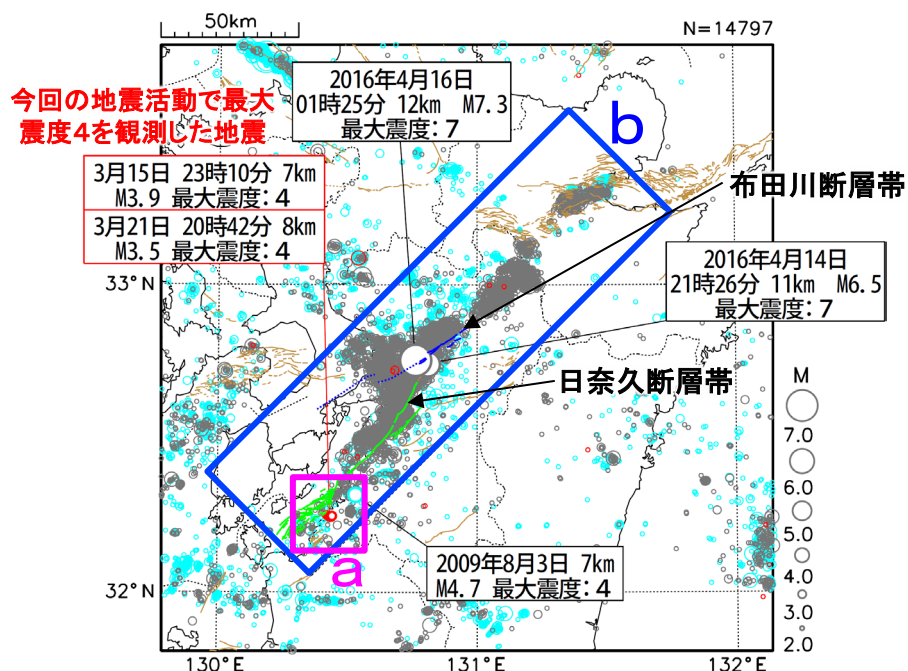 50km
N=14797
2016年4月16日
01時25分 12km M7.3
最大震度：7
今回の地震活動で最大
震度４を観測した地震
b
3月15日 23時10分 7km
M3.9 最大震度：4
3月21日 20時42分 8km
M3.5 最大震度：4
布田川断層帯
2016年4月14日
21時26分 11km M6.5
最大震度：7
33°N
日奈久断層帯
M
7.0
6.0
5.0
4.0
3.0
2.0
a
2009年8月3日 7km
M4.7 最大震度：4
32°N
130°E
131°E
132°E